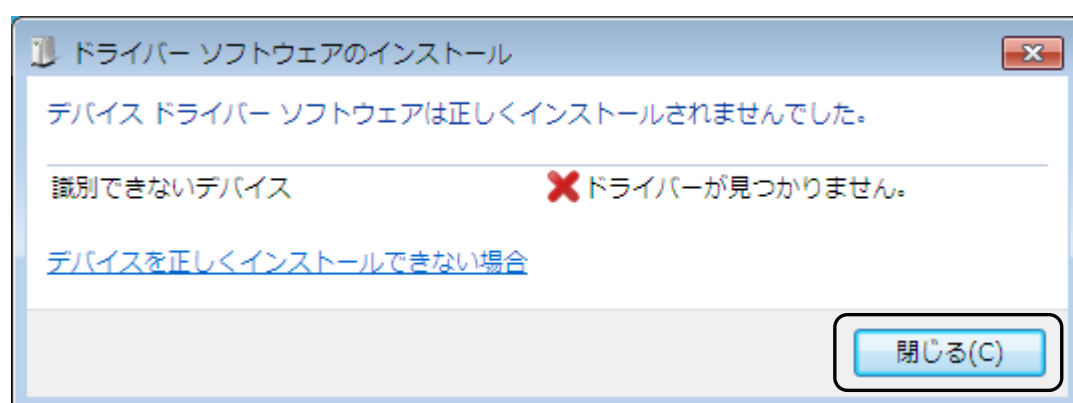 ドライバー ソフトウェアのインストール
デバイス ドライバー ソフトウェアは正しくインストールされませんでした。
識別できないデバイス ドライバーが見つかりません。
デバイスを正しくインストールできない場合
閉じる(C)